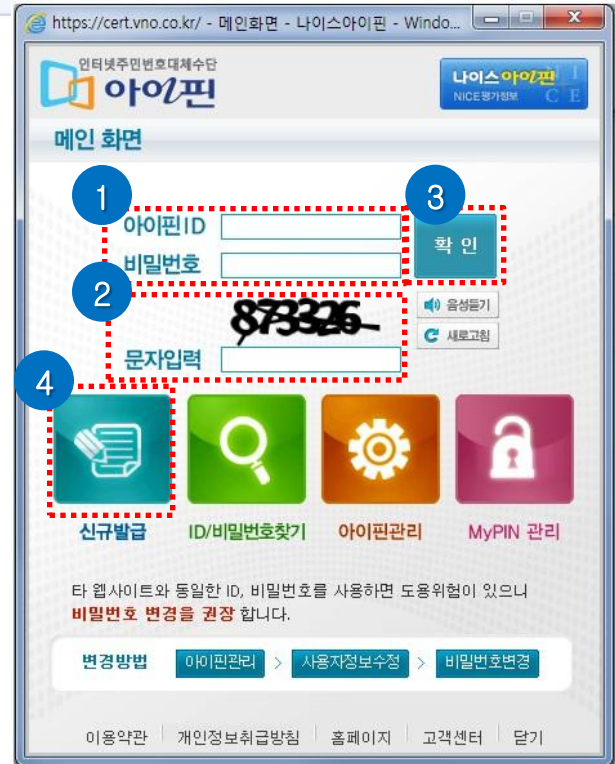 https://cert.vno.co.kr/ - 메인화면 - 나이스아이핀 - Windo...
인터넷주민번호대체수단
아이핀
나이스아이핀
NICE평가정보
NICE
메인 화면
1
3
아이핀ID
확 인
비밀번호
2
873326
음성듣기
새로고침
문자입력
4
신규발급 ID/비밀번호찾기 아이핀관리 MyPIN 관리
타 웹사이트와 동일한 ID, 비밀번호를 사용하면 도용위험이 있으니
비밀번호 변경을 권장 합니다.
변경방법 아이핀관리 > 사용자정보수정 > 비밀번호변경
이용약관 개인정보취급방침 홈페이지 고객센터 닫기